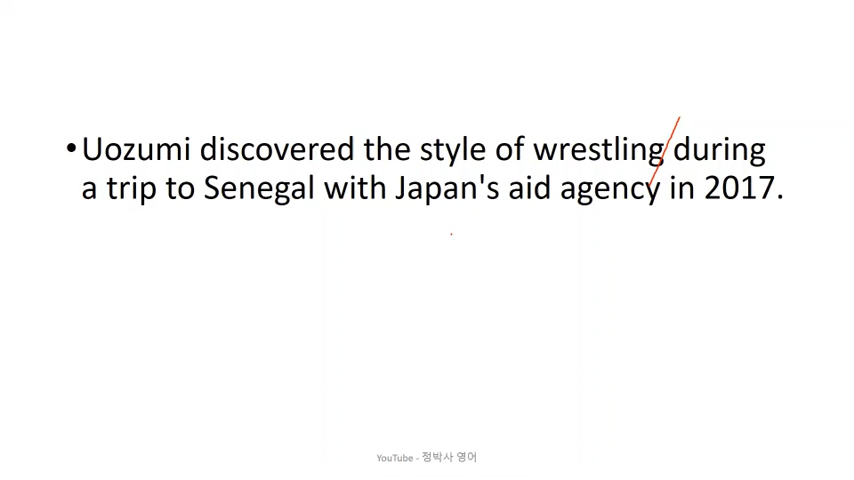 •Uozumi discovered the style of wrestling during
a trip to Senegal with Japan's aid agency in 2017.
YouTube - 정박사 영어